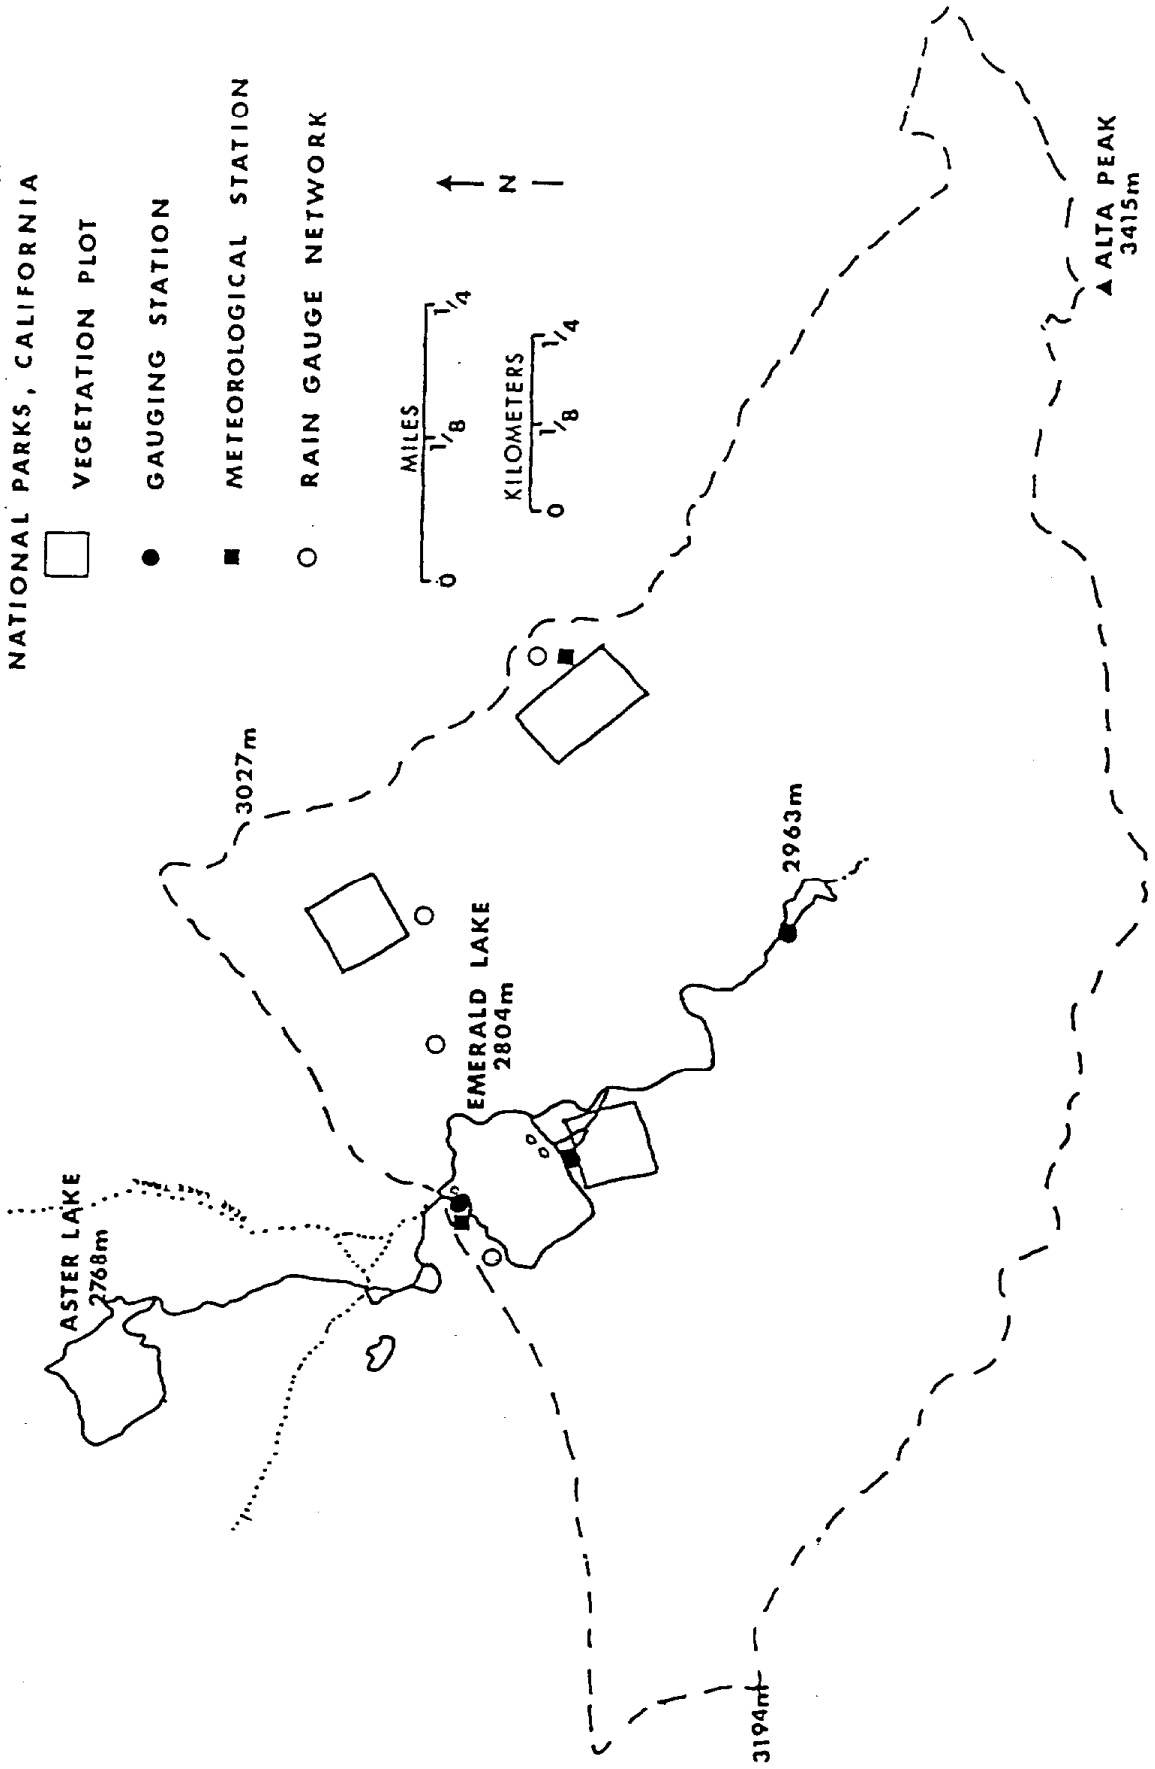 NATIONAL PARKS, CALIFORNIA
VEGETATION PLOT
GAUGING STATION
METEOROLOGICAL STATION
RAIN GAUGE NETWORK
MILES
0 1/8 1/4
N
KILOMETERS
0 1/8 1/4
ASTER LAKE
2768m
3027m
EMERALD LAKE
2804m
2963m
3194m
ALTA PEAK
3415m